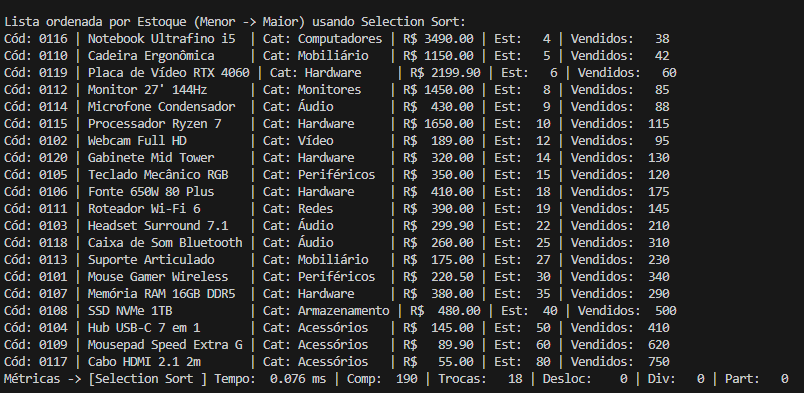 Lista ordenada por Estoque (Menor -> Maior) usando Selection Sort:
Cód: 0116 | Notebook Ultrafino i5  | Cat: Computadores | R$ 3490.00 | Est:   4 | Vendidos:   38
Cód: 0110 | Cadeira Ergonômica     | Cat: Mobiliário   | R$ 1150.00 | Est:   5 | Vendidos:   42
Cód: 0119 | Placa de Vídeo RTX 4060 | Cat: Hardware     | R$ 2199.90 | Est:   6 | Vendidos:   60
Cód: 0112 | Monitor 27' 144Hz      | Cat: Monitores    | R$ 1450.00 | Est:   8 | Vendidos:   85
Cód: 0114 | Microfone Condensador  | Cat: Áudio        | R$  430.00 | Est:   9 | Vendidos:   88
Cód: 0115 | Processador Ryzen 7    | Cat: Hardware     | R$ 1650.00 | Est:  10 | Vendidos:  115
Cód: 0102 | Webcam Full HD         | Cat: Vídeo        | R$  189.00 | Est:  12 | Vendidos:   95
Cód: 0120 | Gabinete Mid Tower     | Cat: Hardware     | R$  320.00 | Est:  14 | Vendidos:  130
Cód: 0105 | Teclado Mecânico RGB   | Cat: Periféricos  | R$  350.00 | Est:  15 | Vendidos:  120
Cód: 0106 | Fonte 650W 80 Plus     | Cat: Hardware     | R$  410.00 | Est:  18 | Vendidos:  175
Cód: 0111 | Roteador Wi-Fi 6       | Cat: Redes        | R$  390.00 | Est:  19 | Vendidos:  145
Cód: 0103 | Headset Surround 7.1   | Cat: Áudio        | R$  299.90 | Est:  22 | Vendidos:  210
Cód: 0118 | Caixa de Som Bluetooth | Cat: Áudio        | R$  260.00 | Est:  25 | Vendidos:  310
Cód: 0113 | Suporte Articulado     | Cat: Mobiliário   | R$  175.00 | Est:  27 | Vendidos:  230
Cód: 0101 | Mouse Gamer Wireless   | Cat: Periféricos  | R$  220.50 | Est:  30 | Vendidos:  340
Cód: 0107 | Memória RAM 16GB DDR5  | Cat: Hardware     | R$  380.00 | Est:  35 | Vendidos:  290
Cód: 0108 | SSD NVMe 1TB           | Cat: Armazenamento | R$  480.00 | Est:  40 | Vendidos:  500
Cód: 0104 | Hub USB-C 7 em 1       | Cat: Acessórios   | R$  145.00 | Est:  50 | Vendidos:  410
Cód: 0109 | Mousepad Speed Extra G | Cat: Acessórios   | R$   89.90 | Est:  60 | Vendidos:  620
Cód: 0117 | Cabo HDMI 2.1 2m       | Cat: Acessórios   | R$   55.00 | Est:  80 | Vendidos:  750
Métricas -> [Selection Sort ] Tempo:  0.076 ms | Comp:  190 | Trocas:   18 | Desloc:    0 | Div:   0 | Part:   0